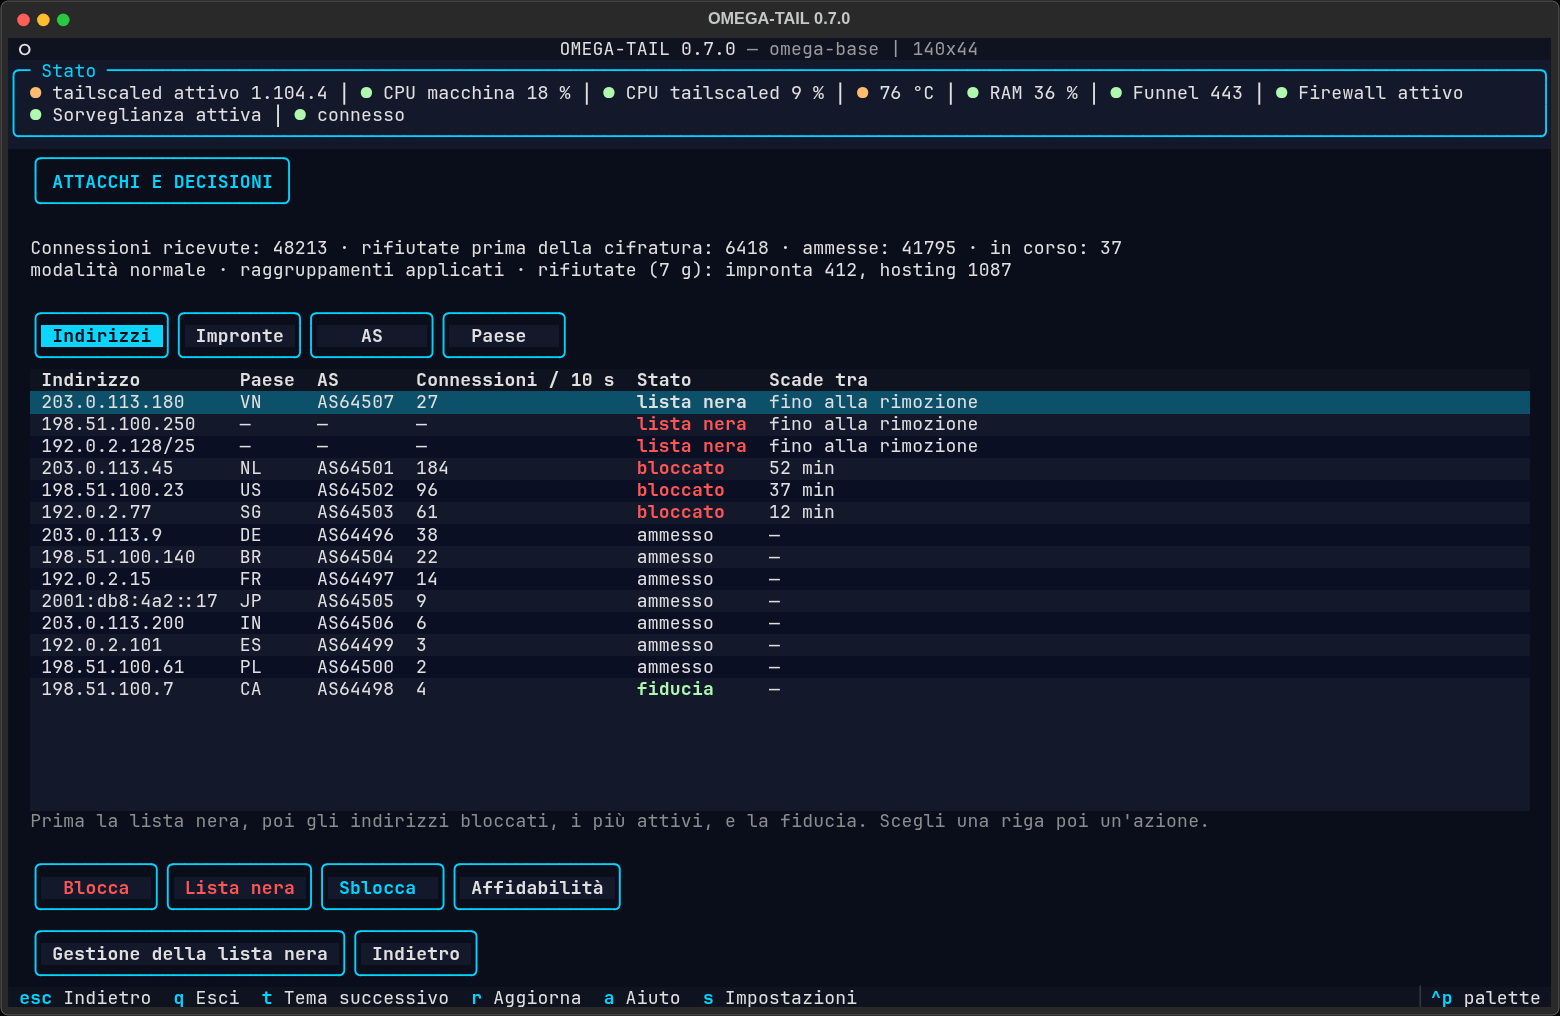 OMEGA-TAIL 0.7.0
OMEGA-TAIL 0.7.0 — omega-base | 140x44
Stato
tailscaled attivo 1.104.4 │ ● CPU macchina 18 % │ ● CPU tailscaled 9 % │ ● 76 °C │ ● RAM 36 % │ ● Funnel 443 │ ● Firewall attivo
Sorveglianza attiva │ ● connesso
ATTACCHI E DECISIONI
Connessioni ricevute: 48213 · rifiutate prima della cifratura: 6418 · ammesse: 41795 · in corso: 37
modalità normale · raggruppamenti applicati · rifiutate (7 g): impronta 412, hosting 1087
Indirizzi Impronte AS Paese
Indirizzo Paese AS Connessioni / 10 s Stato Scade tra
203.0.113.180 VN AS64507 27 lista nera fino alla rimozione
198.51.100.250 — — — lista nera fino alla rimozione
192.0.2.128/25 — — — lista nera fino alla rimozione
203.0.113.45 NL AS64501 184 bloccato 52 min
198.51.100.23 US AS64502 96 bloccato 37 min
192.0.2.77 SG AS64503 61 bloccato 12 min
203.0.113.9 DE AS64496 38 ammesso —
198.51.100.140 BR AS64504 22 ammesso —
192.0.2.15 FR AS64497 14 ammesso —
2001:db8:4a2::17 JP AS64505 9 ammesso —
203.0.113.200 IN AS64506 6 ammesso —
192.0.2.101 ES AS64499 3 ammesso —
198.51.100.61 PL AS64500 2 ammesso —
198.51.100.7 CA AS64498 4 fiducia —
Prima la lista nera, poi gli indirizzi bloccati, i più attivi, e la fiducia. Scegli una riga poi un'azione.
Blocca Lista nera Sblocca Affidabilità
Gestione della lista nera Indietro
esc Indietro q Esci t Tema successivo r Aggiorna a Aiuto s Impostazioni ^p palette